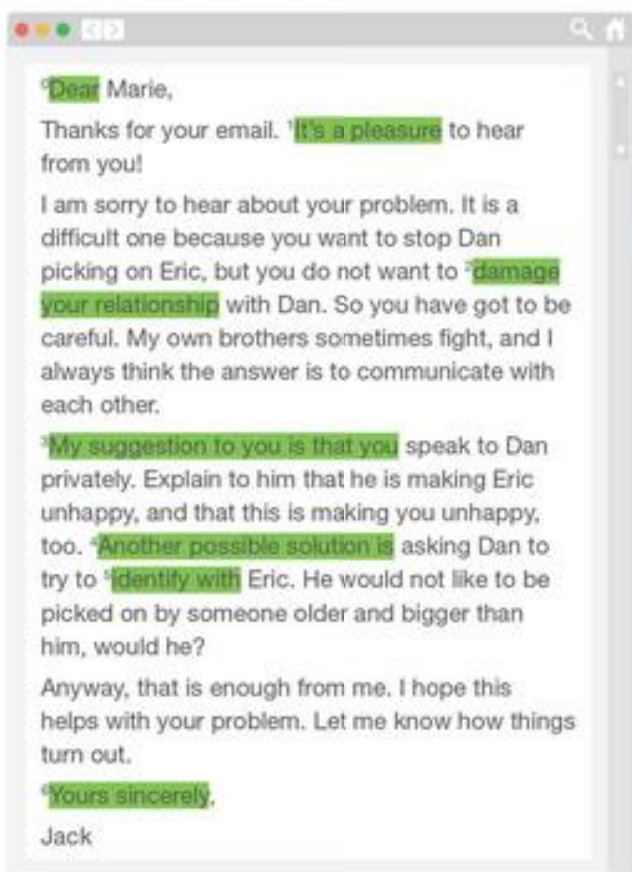 ⁰Dear Marie,
Thanks for your email. ¹It's a pleasure to hear
from you!
I am sorry to hear about your problem. It is a
difficult one because you want to stop Dan
picking on Eric, but you do not want to ²damage
your relationship with Dan. So you have got to be
careful. My own brothers sometimes fight, and I
always think the answer is to communicate with
each other.
³My suggestion to you is that you speak to Dan
privately. Explain to him that he is making Eric
unhappy, and that this is making you unhappy,
too. ⁴Another possible solution is asking Dan to
try to ⁵identify with Eric. He would not like to be
picked on by someone older and bigger than
him, would he?
Anyway, that is enough from me. I hope this
helps with your problem. Let me know how things
turn out.
⁶Yours sincerely,
Jack